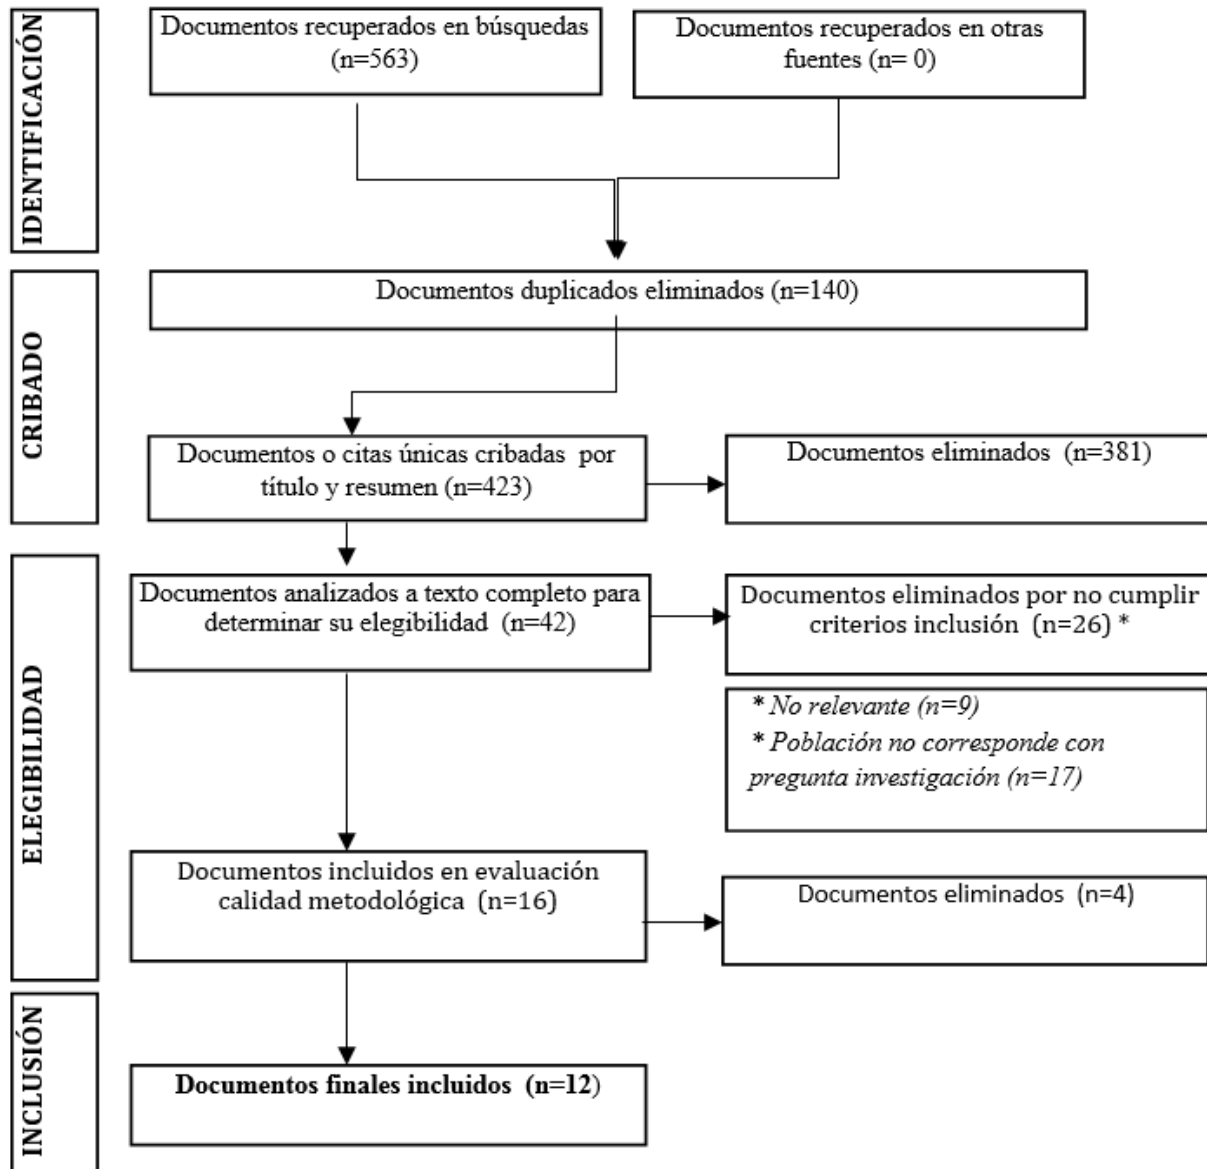 IDENTIFICACIÓN
Documentos recuperados en búsquedas
(n=563)
Documentos recuperados en otras
fuentes (n= 0)
CRIBADO
Documentos duplicados eliminados (n=140)
Documentos o citas únicas cribadas  por
título y resumen (n=423)
Documentos eliminados  (n=381)
ELEGIBILIDAD
Documentos analizados a texto completo para
determinar su elegibilidad  (n=42)
Documentos eliminados por no cumplir
criterios inclusión  (n=26) *
* No relevante (n=9)
* Población no corresponde con
pregunta investigación (n=17)
Documentos incluidos en evaluación
calidad metodológica  (n=16)
Documentos eliminados  (n=4)
INCLUSIÓN
Documentos finales incluidos  (n=12)